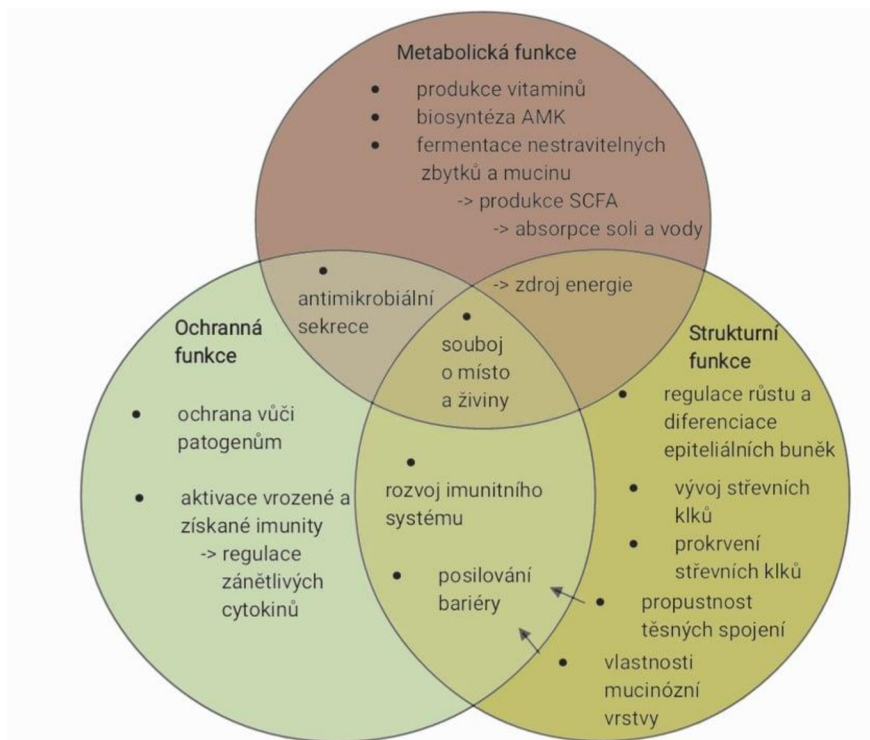 Metabolická funkce
• produkce vitaminů
• biosyntéza AMK
• fermentace nestravitelných
zbytků a mucinu
-> produkce SCFA
-> absorpce soli a vody
-> zdroj energie
• antimikrobiální
sekrece
• souboj
o místo
a živiny
Ochranná
funkce
• ochrana vůči
patogenům
• aktivace vrozené a
získané imunity
-> regulace
zánětlivých
cytokinů
• rozvoj imunitního
systému
• posilování
bariéry
Strukturní
funkce
• regulace růstu a
diferenciace
epiteliálních buněk
• vývoj střevních
klků
• prokrvení
střevních klků
• propustnost
těsných spojení
• vlastnosti
mucinózní
vrstvy